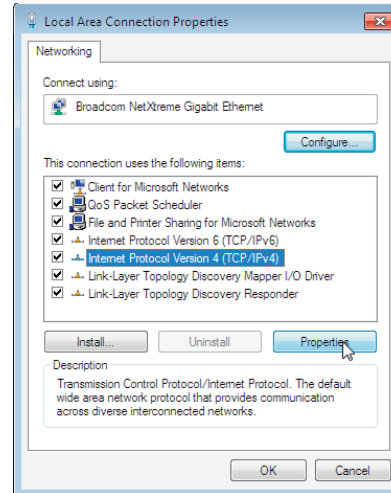 Local Area Connection Properties
Networking
Connect using:
Broadcom NetXtreme Gigabit Ethernet
Configure...
This connection uses the following items:
Client for Microsoft Networks
QoS Packet Scheduler
File and Printer Sharing for Microsoft Networks
Internet Protocol Version 6 (TCP/IPv6)
Internet Protocol Version 4 (TCP/IPv4)
Link-Layer Topology Discovery Mapper I/O Driver
Link-Layer Topology Discovery Responder
Install... Uninstall Properties
Description
Transmission Control Protocol/Internet Protocol. The default
wide area network protocol that provides communication
across diverse interconnected networks.
OK Cancel